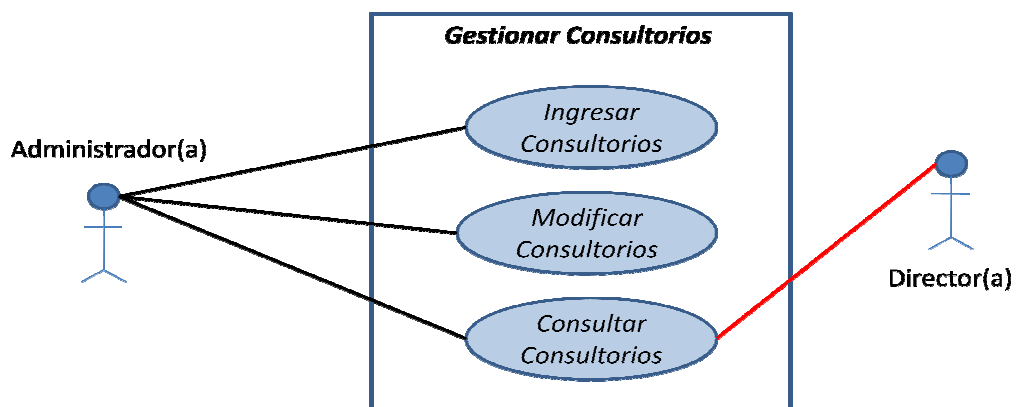 Gestionar Consultorios
Ingresar
Consultorios
Administrador(a)
Modificar
Consultorios
Director(a)
Consultar
Consultorios